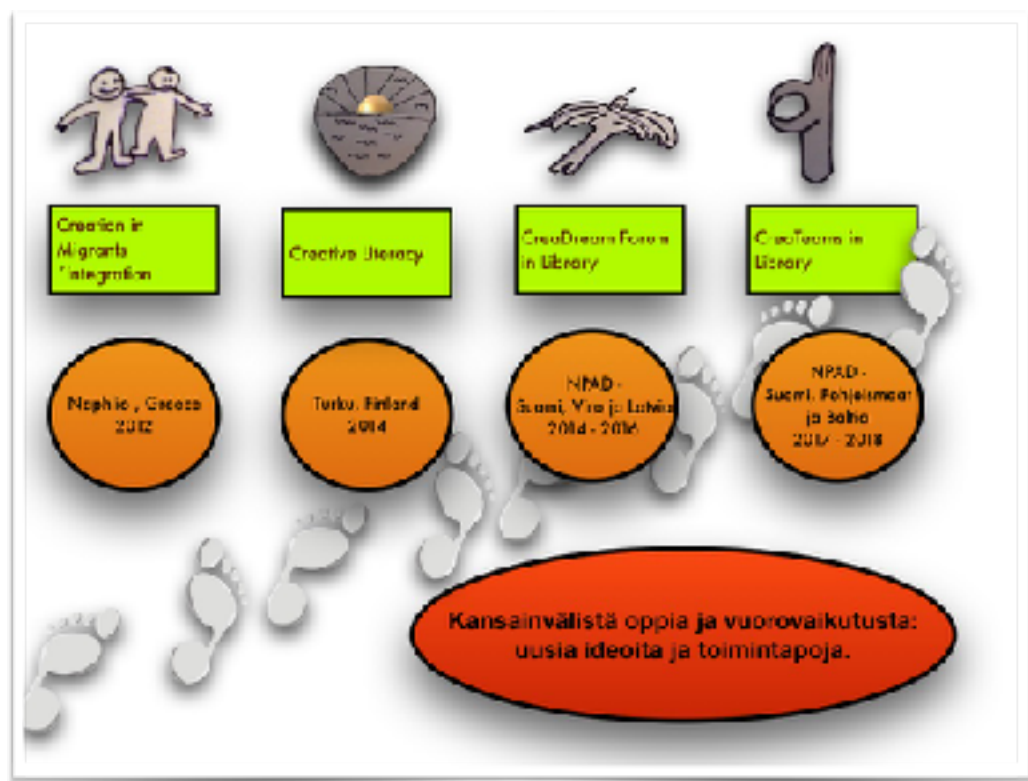 Creation in
Migrants
Integration
Creative Literacy
CreaDream Forum
in Library
CreaTeams in
Library
Greece
2012
Turku, Finland
2014
NPAD -
Suomi, Viro ja Latvia
2014 - 2016
NPAD -
Suomi, Pohjoismaat
ja Baltia
2017 - 2018
Kansainvälistä oppia ja vuorovaikutusta:
uusia ideoita ja toimintapoja.